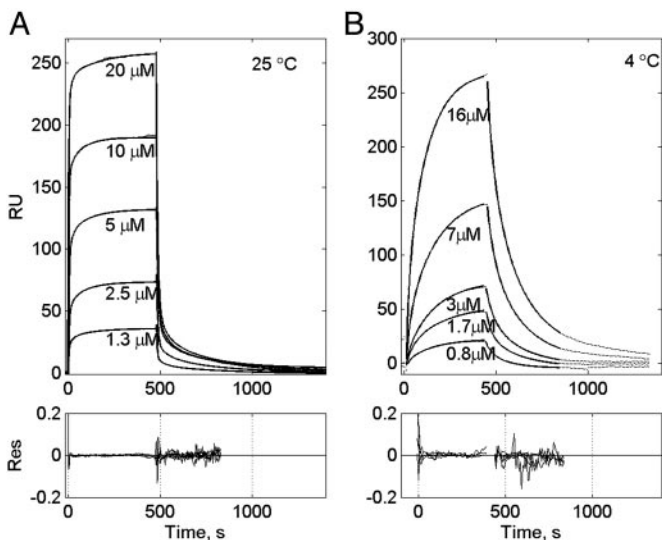 A
25 °C
250
200
150
100
50
0
RU
20 µM
10 µM
5 µM
2.5 µM
1.3 µM
0 500 1000
0.2
0
-0.2
Res
0 500 1000
Time, s
B
4 °C
300
250
200
150
100
50
0
16µM
7µM
3µM
1.7µM
0.8µM
0 500 1000
0.2
0
-0.2
0 500 1000
Time, s